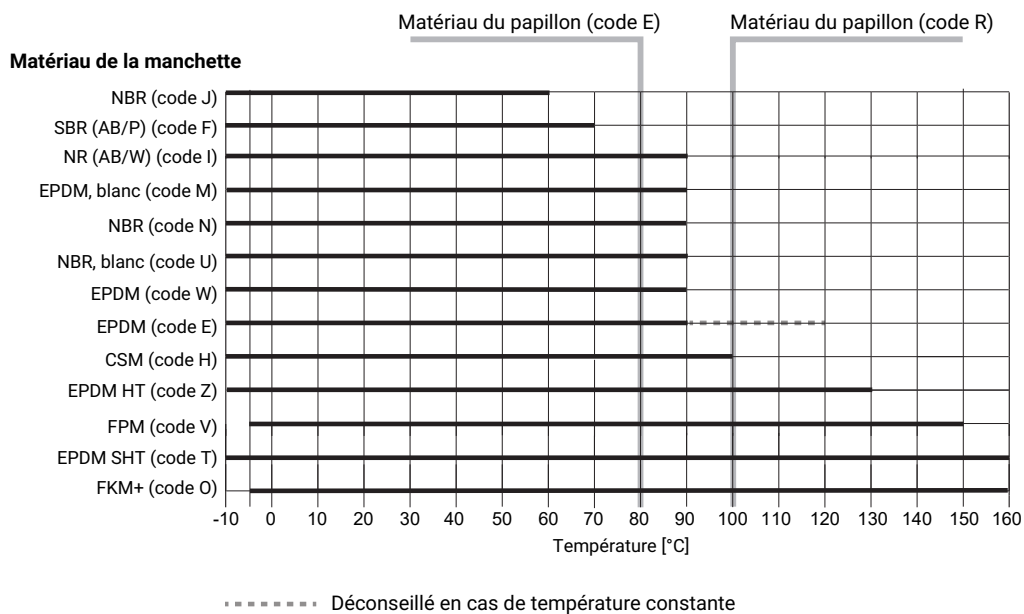 Matériau du papillon (code E)
Matériau du papillon (code R)
Matériau de la manchette
NBR (code J)
SBR (AB/P) (code F)
NR (AB/W) (code I)
EPDM, blanc (code M)
NBR (code N)
NBR, blanc (code U)
EPDM (code W)
EPDM (code E)
CSM (code H)
EPDM HT (code Z)
FPM (code V)
EPDM SHT (code T)
FKM+ (code O)
-10 0 10 20 30 40 50 60 70 80 90 100 110 120 130 140 150 160
Température [°C]
Déconseillé en cas de température constante